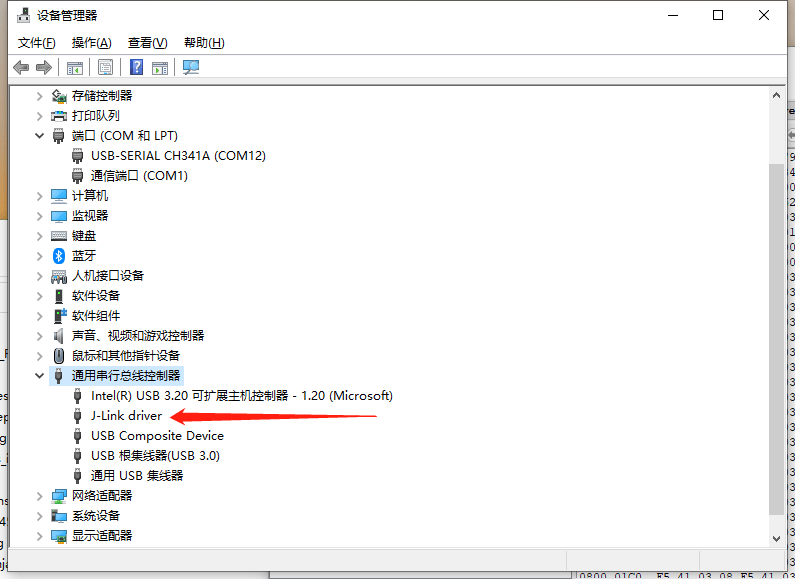 设备管理器
文件(F) 操作(A) 查看(V) 帮助(H)
存储控制器
打印队列
端口 (COM 和 LPT)
USB-SERIAL CH341A (COM12)
通信端口 (COM1)
计算机
监视器
键盘
蓝牙
人机接口设备
软件设备
软件组件
声音、视频和游戏控制器
鼠标和其他指针设备
通用串行总线控制器
Intel(R) USB 3.20 可扩展主机控制器 - 1.20 (Microsoft)
J-Link driver
USB Composite Device
USB 根集线器(USB 3.0)
通用 USB 集线器
网络适配器
系统设备
显示适配器